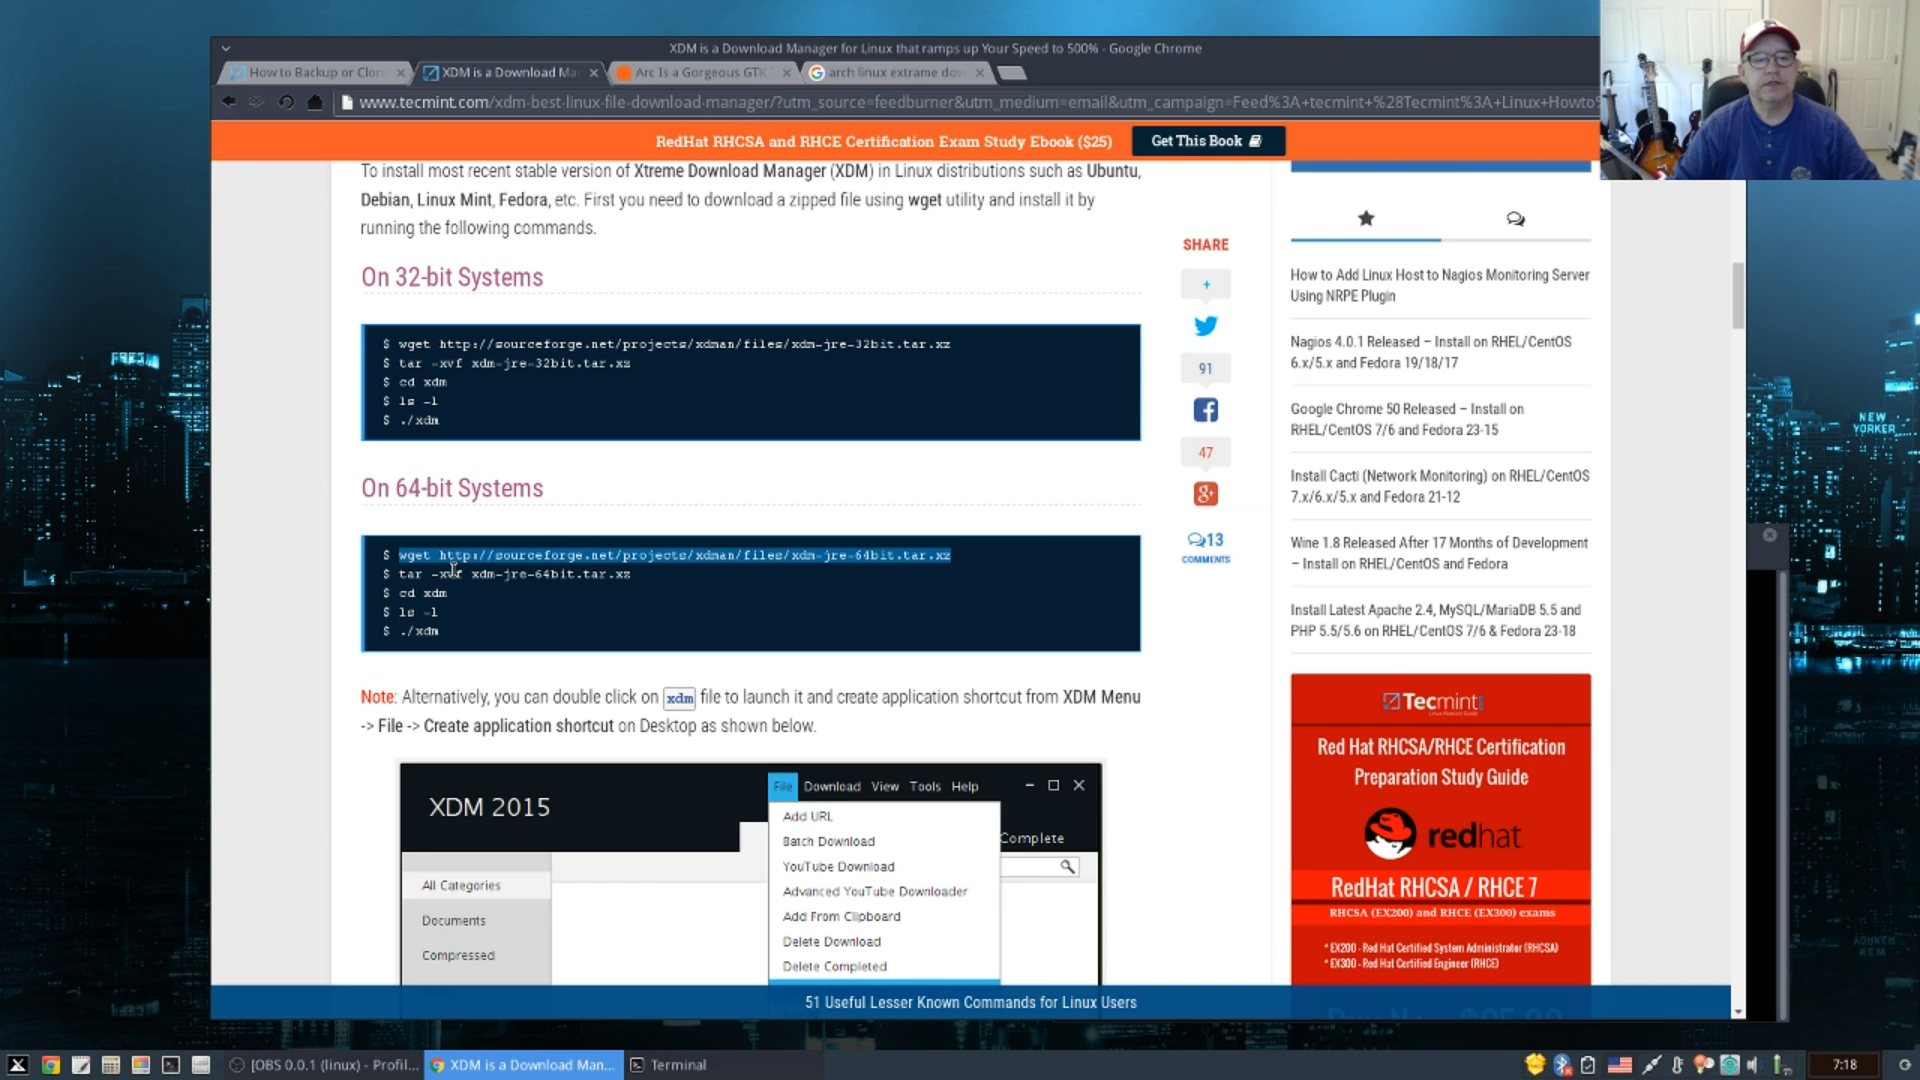 XDM is a Download Manager for Linux that ramps up Your Speed to 500% - Google Chrome
How to Backup or Clon
XDM is a Download Ma
Arc Is a Gorgeous GTK
arch linux extrame dow
www.tecmint.com/xdm-best-linux-file-download-manager/?utm_source=feedburner&utm_medium=email&utm_campaign=Feed%3A+tecmint+%28Tecmint%3A+Linux+Howto
RedHat RHCSA and RHCE Certification Exam Study Ebook ($25)
Get This Book
To install most recent stable version of Xtreme Download Manager (XDM) in Linux distributions such as Ubuntu,
Debian, Linux Mint, Fedora, etc. First you need to download a zipped file using wget utility and install it by
running the following commands.
On 32-bit Systems
$ wget http://sourceforge.net/projects/xdman/files/xdm-jre-32bit.tar.xz
$ tar -xvf xdm-jre-32bit.tar.xz
$ cd xdm
$ ls -l
$ ./xdm
On 64-bit Systems
$ wget http://sourceforge.net/projects/xdman/files/xdm-jre-64bit.tar.xz
$ tar -xvf xdm-jre-64bit.tar.xz
$ cd xdm
$ ls -l
$ ./xdm
Note: Alternatively, you can double click on xdm file to launch it and create application shortcut from XDM Menu
-> File -> Create application shortcut on Desktop as shown below.
XDM 2015
File Download View Tools Help
Add URL
Batch Download
YouTube Download
Advanced YouTube Downloader
Add From Clipboard
Delete Download
Delete Completed
Complete
All Categories
Documents
Compressed
SHARE
+
91
47
g+
13
COMMENTS
How to Add Linux Host to Nagios Monitoring Server
Using NRPE Plugin
Nagios 4.0.1 Released – Install on RHEL/CentOS
6.x/5.x and Fedora 19/18/17
Google Chrome 50 Released – Install on
RHEL/CentOS 7/6 and Fedora 23-15
Install Cacti (Network Monitoring) on RHEL/CentOS
7.x/6.x/5.x and Fedora 21-12
Wine 1.8 Released After 17 Months of Development
– Install on RHEL/CentOS and Fedora
Install Latest Apache 2.4, MySQL/MariaDB 5.5 and
PHP 5.5/5.6 on RHEL/CentOS 7/6 & Fedora 23-18
Tecmint
Red Hat RHCSA/RHCE Certification
Preparation Study Guide
redhat
RedHat RHCSA / RHCE 7
RHCSA (EX200) and RHCE (EX300) exams
* EX200 - Red Hat Certified System Administrator (RHCSA)
* EX300 - Red Hat Certified Engineer (RHCE)
51 Useful Lesser Known Commands for Linux Users
NEW
YORKER
[OBS 0.0.1 (linux) - Profil...
XDM is a Download Man...
Terminal
7:18